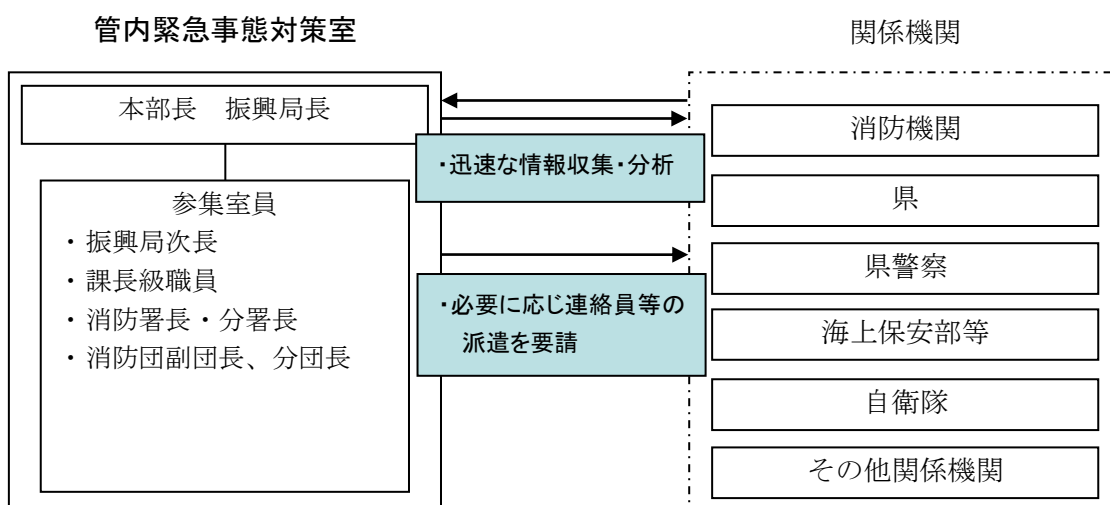 管内緊急事態対策室
本部長　振興局長
参集室員
・振興局次長
・課長級職員
・消防署長・分署長
・消防団副団長、分団長
・迅速な情報収集・分析
・必要に応じ連絡員等の
派遣を要請
関係機関
消防機関
県
県警察
海上保安部等
自衛隊
その他関係機関